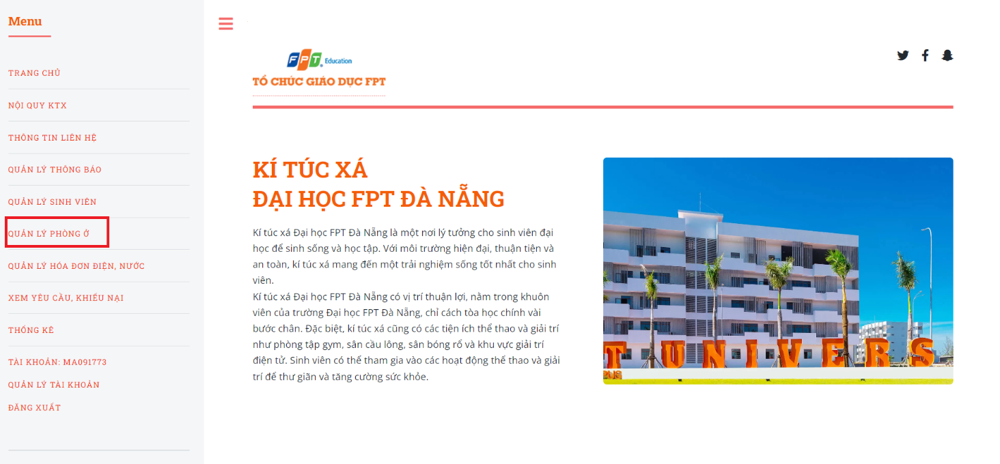 Menu
TRANG CHỦ
NỘI QUY KTX
THÔNG TIN LIÊN HỆ
QUẢN LÝ THÔNG BÁO
QUẢN LÝ SINH VIÊN
QUẢN LÝ PHÒNG Ở
QUẢN LÝ HÓA ĐƠN ĐIỆN, NƯỚC
XEM YÊU CẦU, KHIẾU NẠI
THỐNG KÊ
TÀI KHOẢN: MA091773
QUẢN LÝ TÀI KHOẢN
ĐĂNG XUẤT
FPT Education
TỔ CHỨC GIÁO DỤC FPT
KÍ TÚC XÁ
ĐẠI HỌC FPT ĐÀ NẴNG
Kí túc xá Đại học FPT Đà Nẵng là một nơi lý tưởng cho sinh viên đại
học để sinh sống và học tập. Với môi trường hiện đại, thuận tiện và
an toàn, kí túc xá mang đến một trải nghiệm sống tốt nhất cho sinh
viên.
Kí túc xá Đại học FPT Đà Nẵng có vị trí thuận lợi, nằm trong khuôn
viên của trường Đại học FPT Đà Nẵng, chỉ cách tòa học chính vài
bước chân. Đặc biệt, kí túc xá cũng có các tiện ích thể thao và giải trí
như phòng tập gym, sân cầu lông, sân bóng rổ và khu vực giải trí
điện tử. Sinh viên có thể tham gia vào các hoạt động thể thao và giải
trí để thư giãn và tăng cường sức khỏe.
T UNIVERS